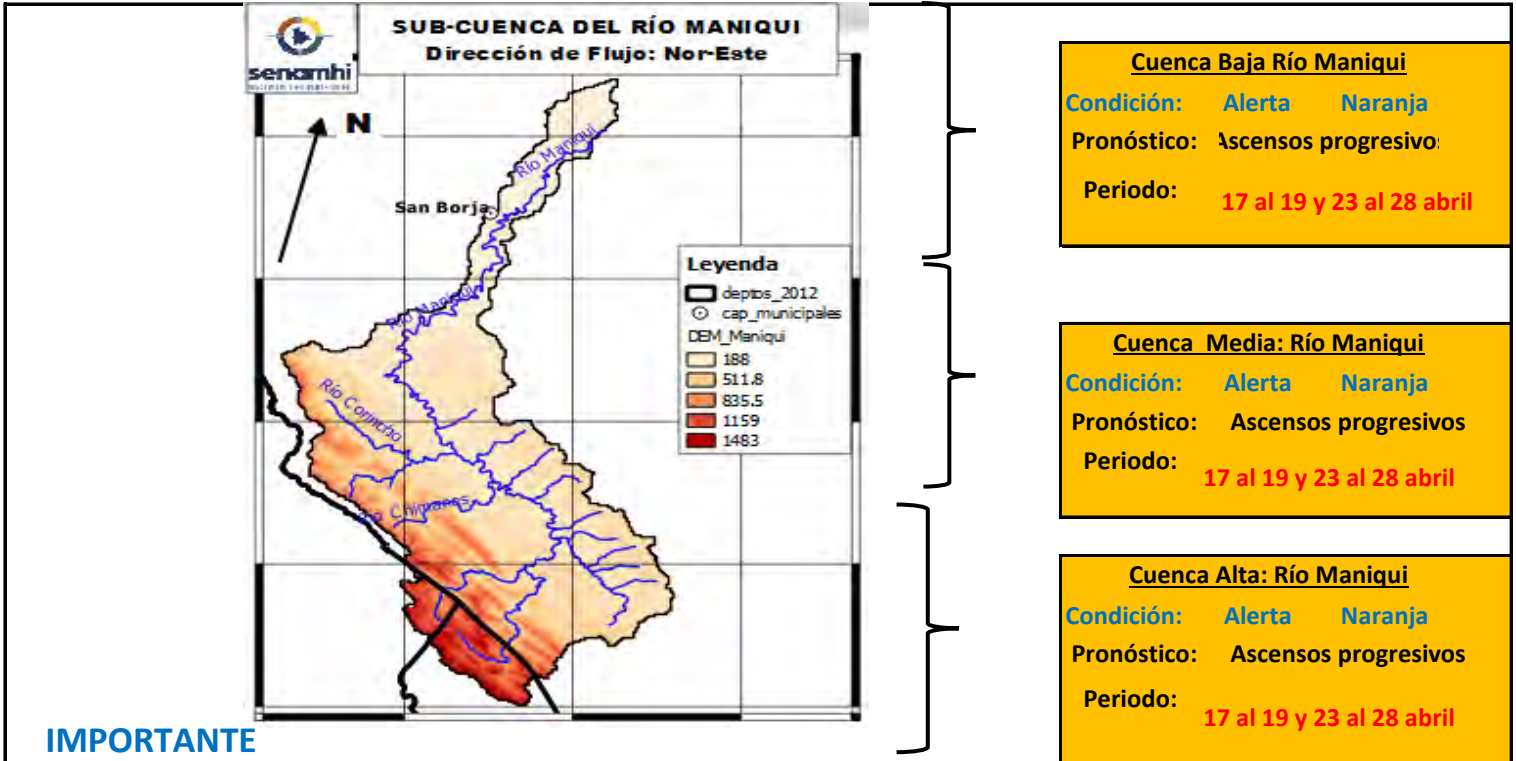 SUB-CUENCA DEL RÍO MANIQUI
Dirección de Flujo: Nor-Este
senamhi
N
Río Maniqui
San Borja
Río Maniqui
Río Corincho
Río Chimanes
Leyenda
deptos_2012
cap_municipales
DEM_Maniqui
188
511.8
835.5
1159
1483
Cuenca Baja Río Maniqui
Condición: Alerta Naranja
Pronóstico: Ascensos progresivo
Periodo: 17 al 19 y 23 al 28 abril
Cuenca Media: Río Maniqui
Condición: Alerta Naranja
Pronóstico: Ascensos progresivos
Periodo: 17 al 19 y 23 al 28 abril
Cuenca Alta: Río Maniqui
Condición: Alerta Naranja
Pronóstico: Ascensos progresivos
Periodo: 17 al 19 y 23 al 28 abril
IMPORTANTE